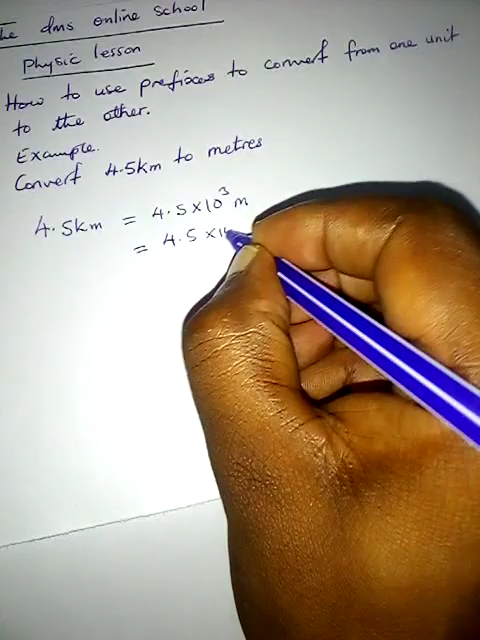 The dms online School
Physic lesson
How to use prefixes to convert from one unit
to the other.
Example.
Convert 4.5km to metres
4.5km = 4.5×10³ m
= 4.5 ×1